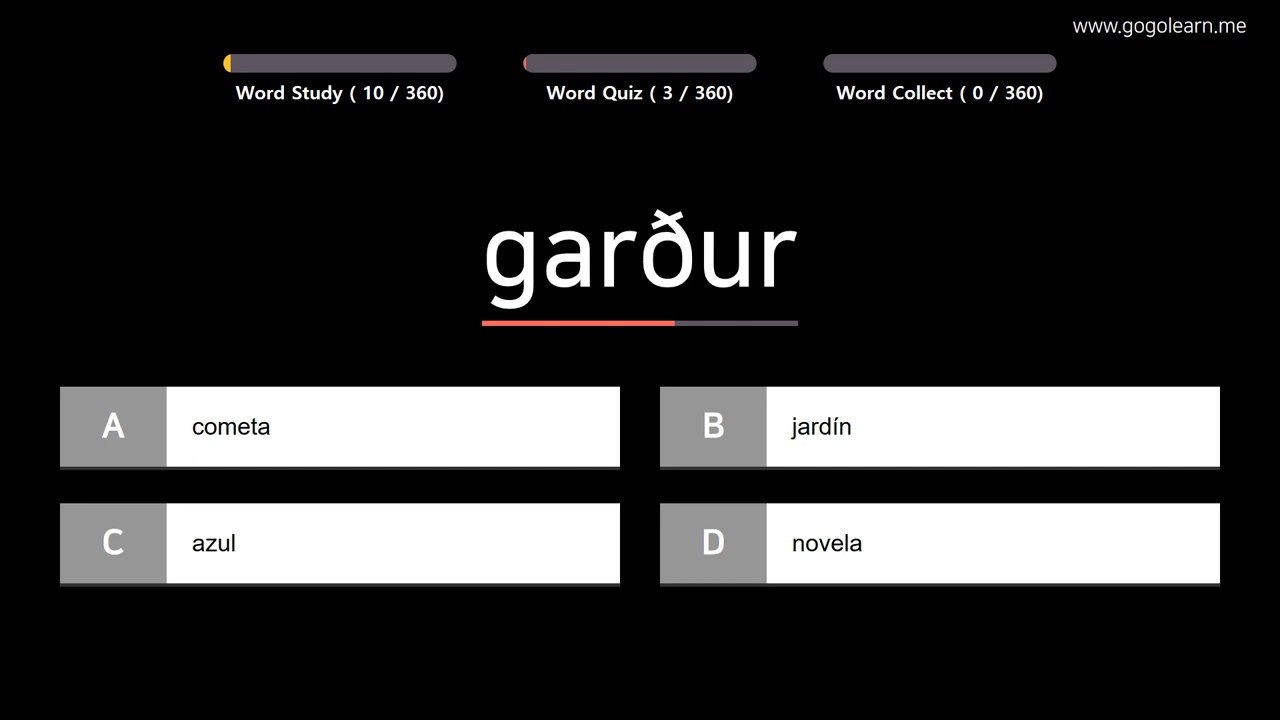 www.gogolearn.me
Word Study ( 10 / 360)
Word Quiz ( 3 / 360)
Word Collect ( 0 / 360)
garður
A cometa
B jardín
C azul
D novela